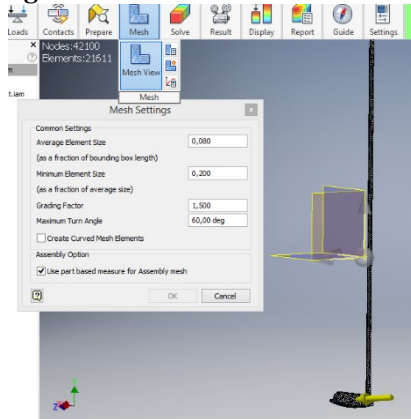 Loads Contacts Prepare Mesh Solve Result Display Report Guide Settings
Nodes:42100
Elements:21611
t.iam
Mesh View
Mesh
Mesh Settings
Common Settings
Average Element Size 0,080
(as a fraction of bounding box length)
Minimum Element Size 0,200
(as a fraction of average size)
Grading Factor 1,500
Maximum Turn Angle 60,00 deg
Create Curved Mesh Elements
Assembly Option
Use part based measure for Assembly mesh
OK Cancel
z